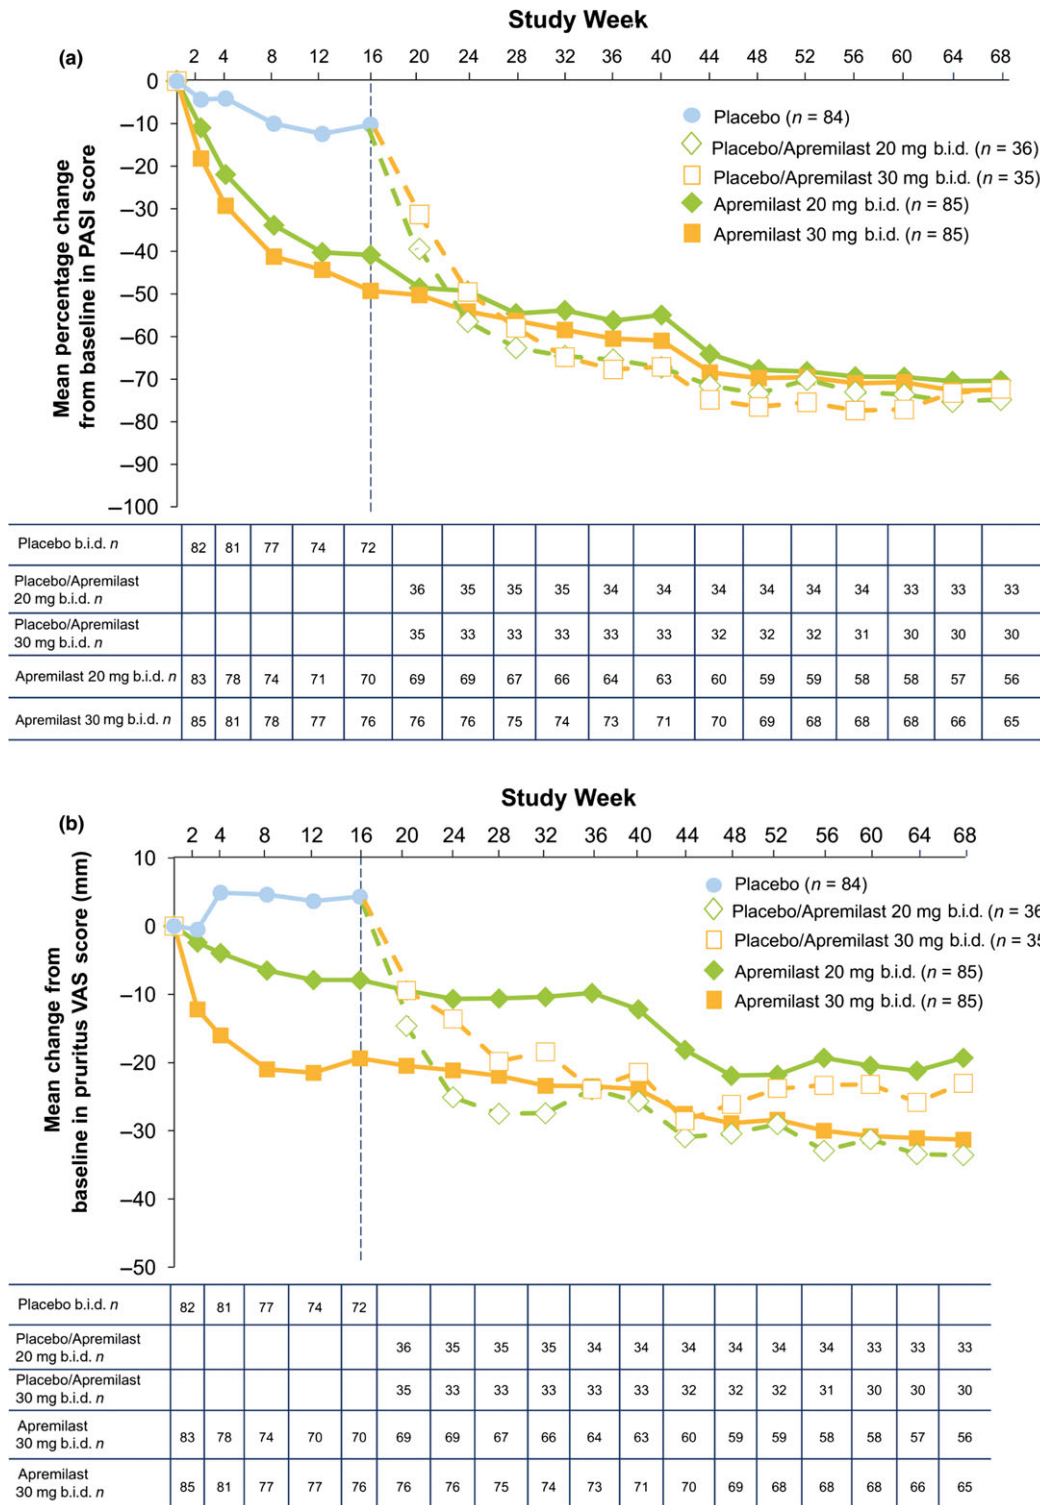 Study Week
(a)
2 4 8 12 16 20 24 28 32 36 40 44 48 52 56 60 64 68
Mean percentage change
from baseline in PASI score
0
–10
–20
–30
–40
–50
–60
–70
–80
–90
–100
Placebo (n = 84)
Placebo/Apremilast 20 mg b.i.d. (n = 36)
Placebo/Apremilast 30 mg b.i.d. (n = 35)
Apremilast 20 mg b.i.d. (n = 85)
Apremilast 30 mg b.i.d. (n = 85)
Placebo b.i.d. n 82 81 77 74 72
Placebo/Apremilast
20 mg b.i.d. n 36 35 35 35 34 34 34 34 34 34 33 33 33
Placebo/Apremilast
30 mg b.i.d. n 35 33 33 33 33 33 32 32 32 31 30 30 30
Apremilast 20 mg b.i.d. n 83 78 74 71 70 69 69 67 66 64 63 60 59 59 58 58 57 56
Apremilast 30 mg b.i.d. n 85 81 78 77 76 76 76 75 74 73 71 70 69 68 68 68 66 65
Study Week
(b)
2 4 8 12 16 20 24 28 32 36 40 44 48 52 56 60 64 68
Mean change from
baseline in pruritus VAS score (mm)
10
0
–10
–20
–30
–40
–50
Placebo (n = 84)
Placebo/Apremilast 20 mg b.i.d. (n = 36
Placebo/Apremilast 30 mg b.i.d. (n = 35
Apremilast 20 mg b.i.d. (n = 85)
Apremilast 30 mg b.i.d. (n = 85)
Placebo b.i.d. n 82 81 77 74 72
Placebo/Apremilast
20 mg b.i.d. n 36 35 35 35 34 34 34 34 34 34 33 33 33
Placebo/Apremilast
30 mg b.i.d. n 35 33 33 33 33 33 32 32 32 31 30 30 30
Apremilast
30 mg b.i.d. n 83 78 74 70 70 69 69 67 66 64 63 60 59 59 58 58 57 56
Apremilast
30 mg b.i.d. n 85 81 77 77 76 76 76 75 74 73 71 70 69 68 68 68 66 65